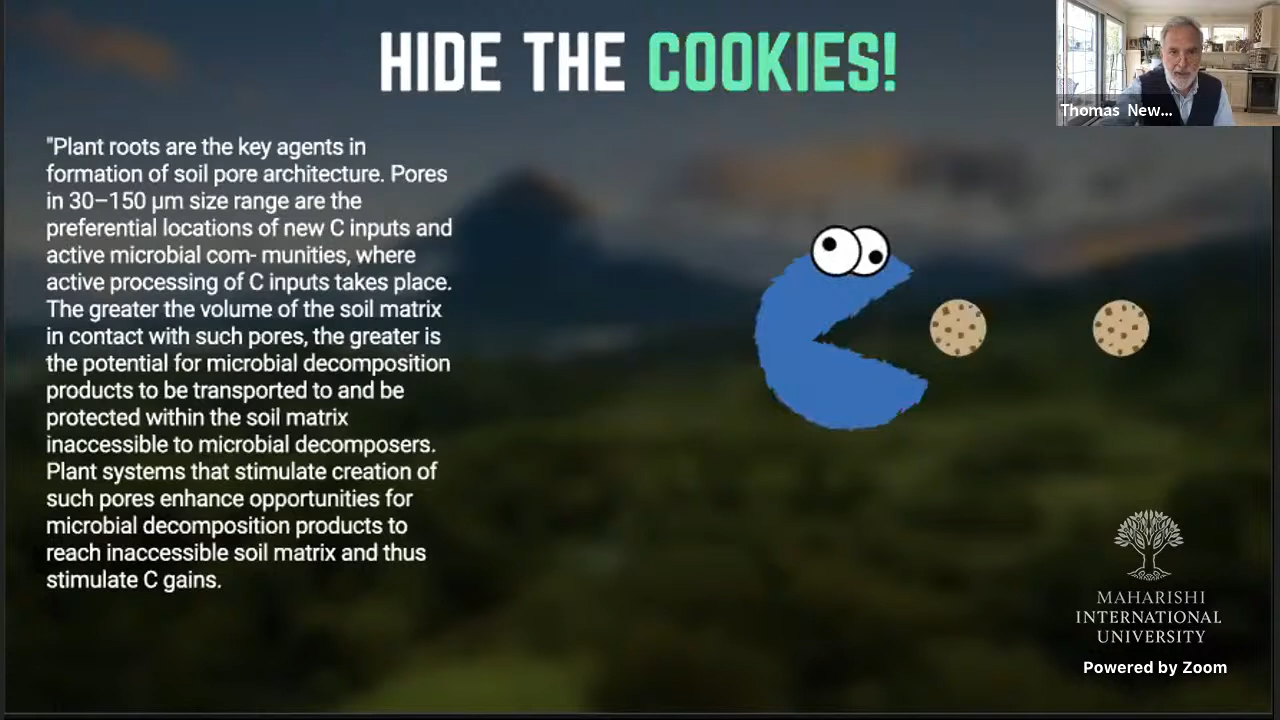 HIDE THE COOKIES!
Thomas New...
"Plant roots are the key agents in
formation of soil pore architecture. Pores
in 30–150 µm size range are the
preferential locations of new C inputs and
active microbial com- munities, where
active processing of C inputs takes place.
The greater the volume of the soil matrix
in contact with such pores, the greater is
the potential for microbial decomposition
products to be transported to and be
protected within the soil matrix
inaccessible to microbial decomposers.
Plant systems that stimulate creation of
such pores enhance opportunities for
microbial decomposition products to
reach inaccessible soil matrix and thus
stimulate C gains.
MAHARISHI
INTERNATIONAL
UNIVERSITY
Powered by Zoom